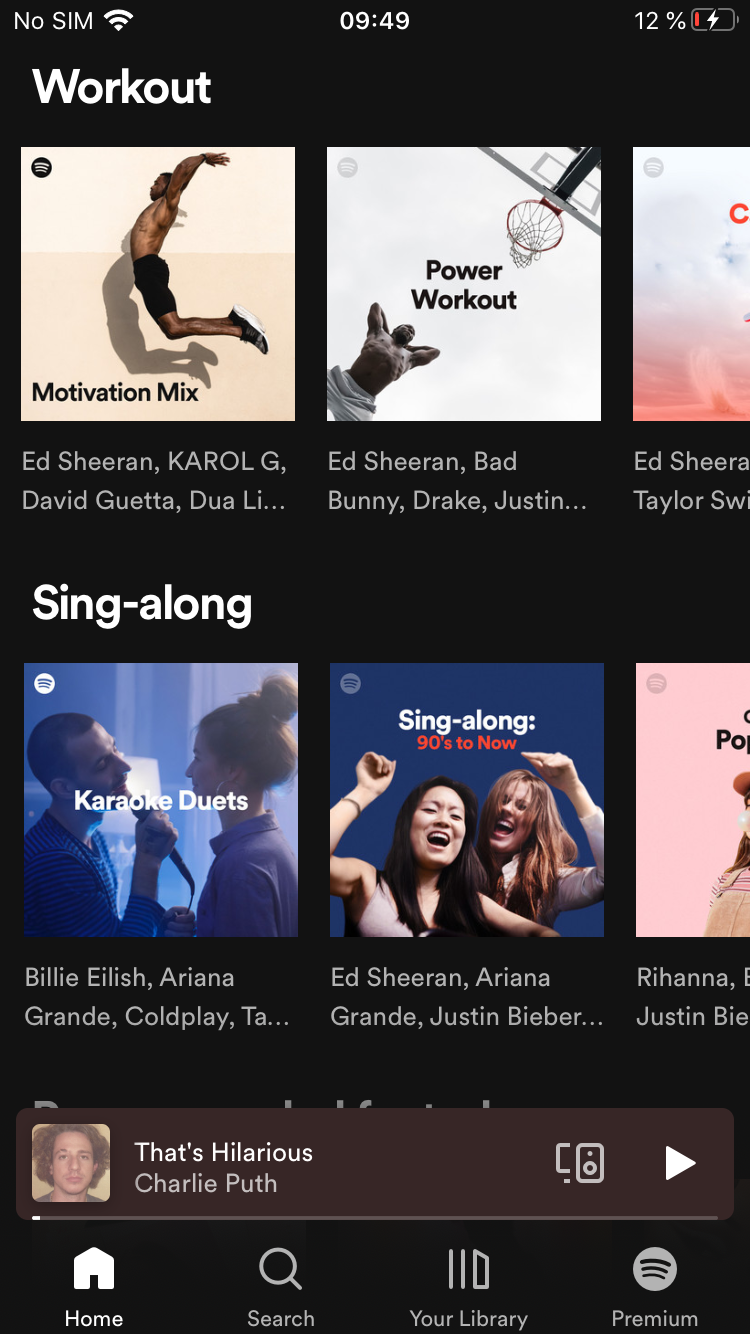 No SIM 09:49 12 %
Workout
Motivation Mix
Power
Workout
C
Ed Sheeran, KAROL G,
David Guetta, Dua Li...
Ed Sheeran, Bad
Bunny, Drake, Justin...
Ed Sheera
Taylor Swi
Sing-along
Karaoke Duets
Sing-along:
90's to Now
Pop
Billie Eilish, Ariana
Grande, Coldplay, Ta...
Ed Sheeran, Ariana
Grande, Justin Bieber...
Rihanna, E
Justin Bie
That's Hilarious
Charlie Puth
Home
Search
Your Library
Premium